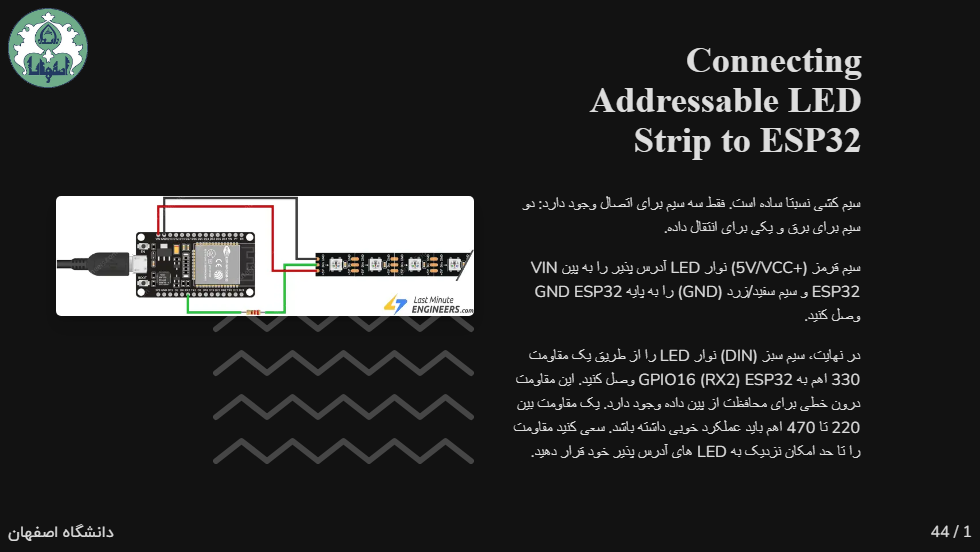 Connecting
Addressable LED
Strip to ESP32
سیم کشی نسبتا ساده است. فقط سه سیم برای اتصال وجود دارد: دو
سیم برای برق و یکی برای انتقال داده.
سیم قرمز (5V/VCC+) نوار LED آدرس پذیر را به پین VIN
ESP32 و سیم سفید/زرد (GND) را به پایه GND ESP32
وصل کنید.
در نهایت، سیم سبز (DIN) نوار LED را از طریق یک مقاومت
330 اهم به GPIO16 (RX2) ESP32 وصل کنید. این مقاومت
درون خطی برای محافظت از پین داده وجود دارد. یک مقاومت بین
220 تا 470 اهم باید عملکرد خوبی داشته باشد. سعی کنید مقاومت
را تا حد امکان نزدیک به LED های آدرس پذیر خود قرار دهید.
Last Minute
ENGINEERS.com
دانشگاه اصفهان
44 / 1